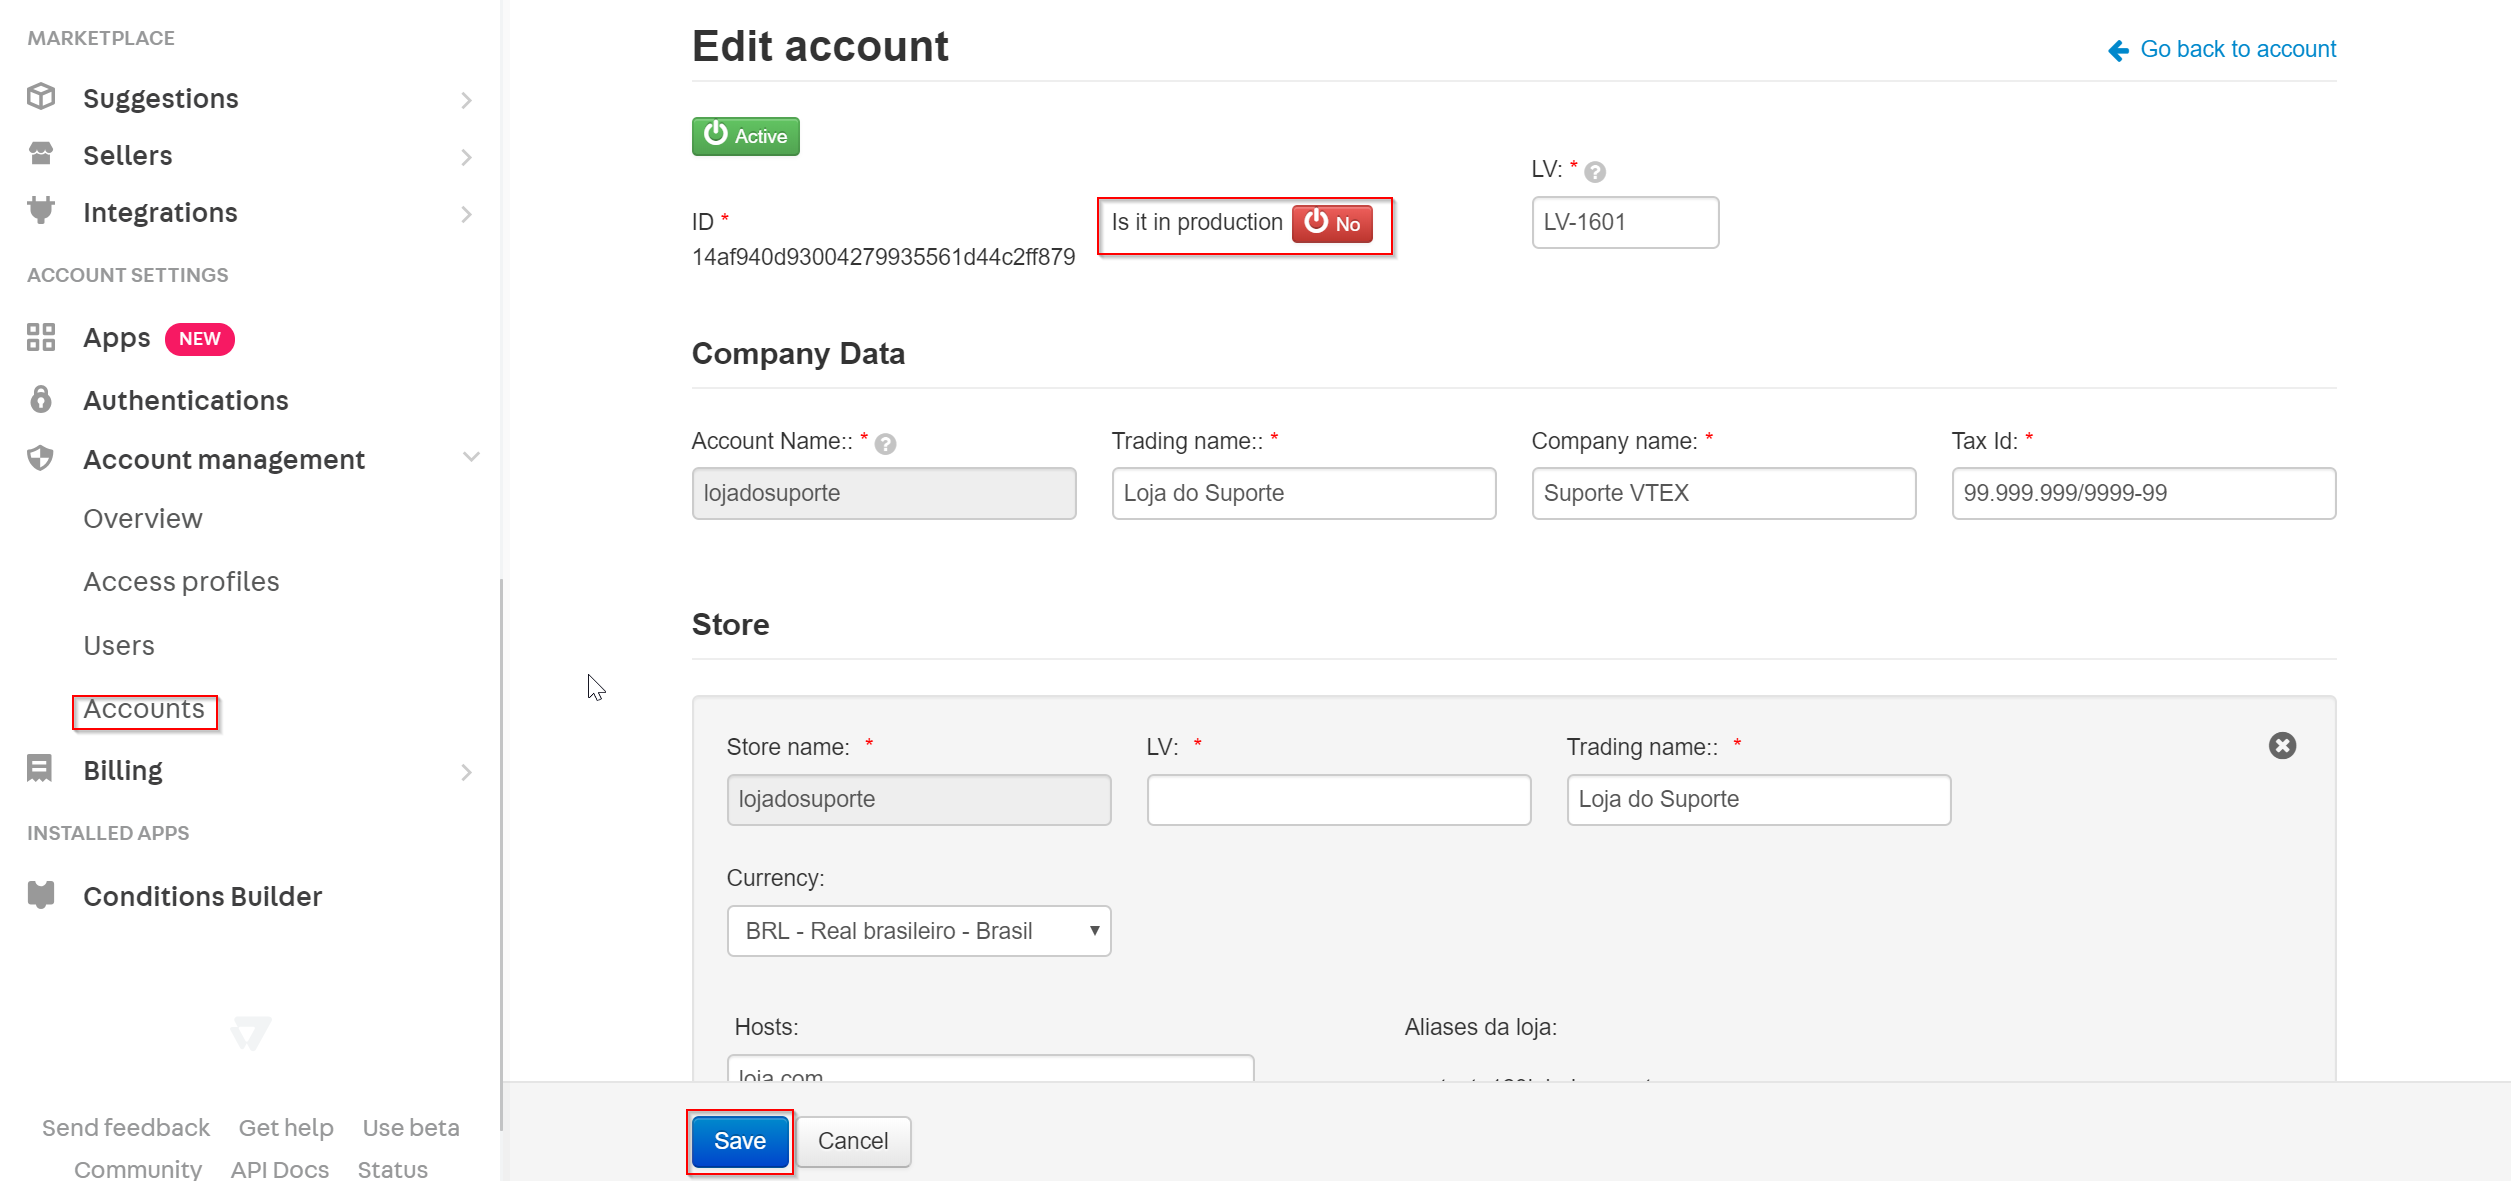 MARKETPLACE
Suggestions
Sellers
Integrations
ACCOUNT SETTINGS
Apps NEW
Authentications
Account management
Overview
Access profiles
Users
Accounts
Billing
INSTALLED APPS
Conditions Builder
Send feedback Get help Use beta
Community API Docs Status
Edit account
Go back to account
Active
LV: * ?
ID * Is it in production No LV-1601
14af940d93004279935561d44c2ff879
Company Data
Account Name:: * ? Trading name:: * Company name: * Tax Id: *
lojadosuporte Loja do Suporte Suporte VTEX 99.999.999/9999-99
Store
Store name: * LV: * Trading name:: *
lojadosuporte Loja do Suporte
Currency:
BRL - Real brasileiro - Brasil
Hosts: Aliases da loja:
loja.com
Save Cancel